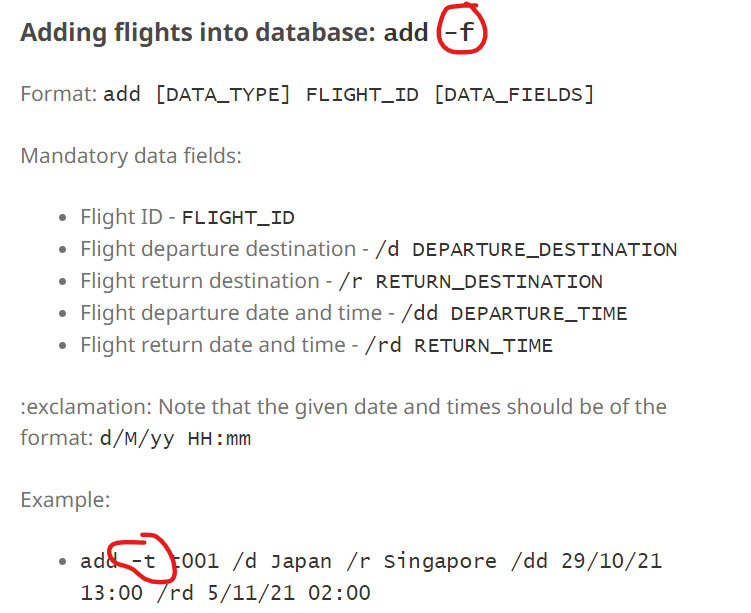 Adding flights into database: add -f
Format: add [DATA_TYPE] FLIGHT_ID [DATA_FIELDS]
Mandatory data fields:
• Flight ID - FLIGHT_ID
• Flight departure destination - /d DEPARTURE_DESTINATION
• Flight return destination - /r RETURN_DESTINATION
• Flight departure date and time - /dd DEPARTURE_TIME
• Flight return date and time - /rd RETURN_TIME
:exclamation: Note that the given date and times should be of the
format: d/M/yy HH:mm
Example:
• add -t t001 /d Japan /r Singapore /dd 29/10/21
13:00 /rd 5/11/21 02:00